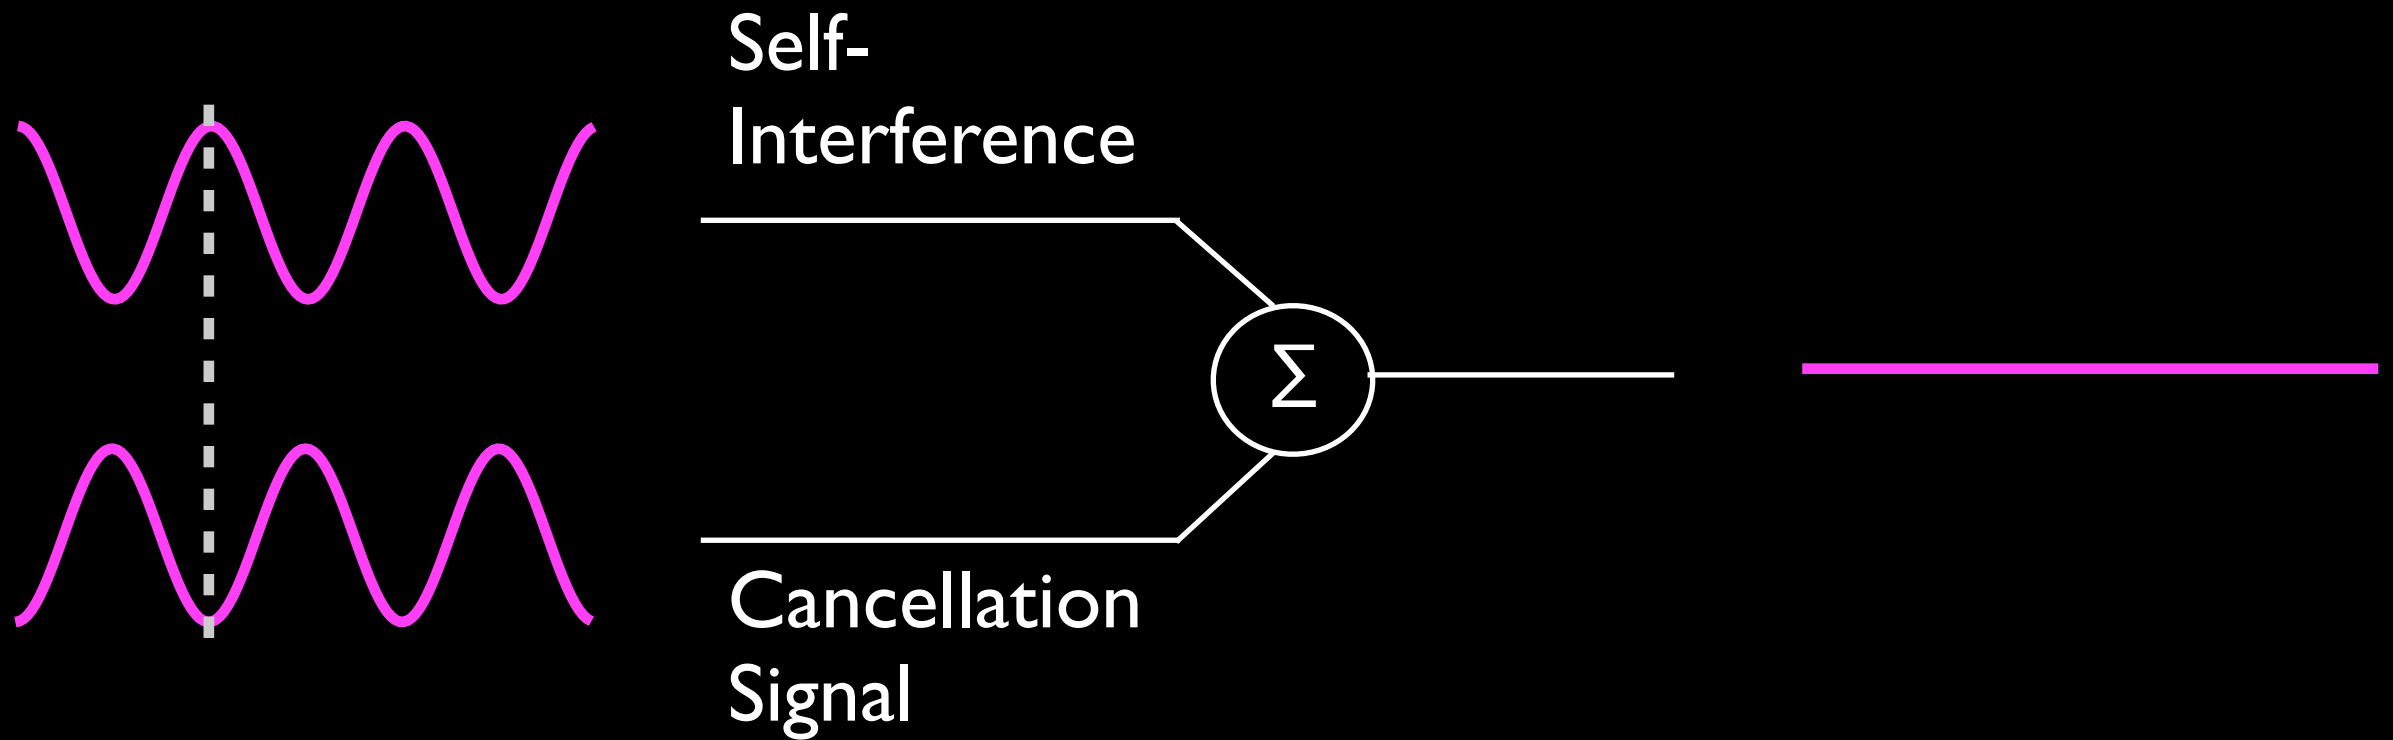 Self-
Interference
Σ
Cancellation
Signal